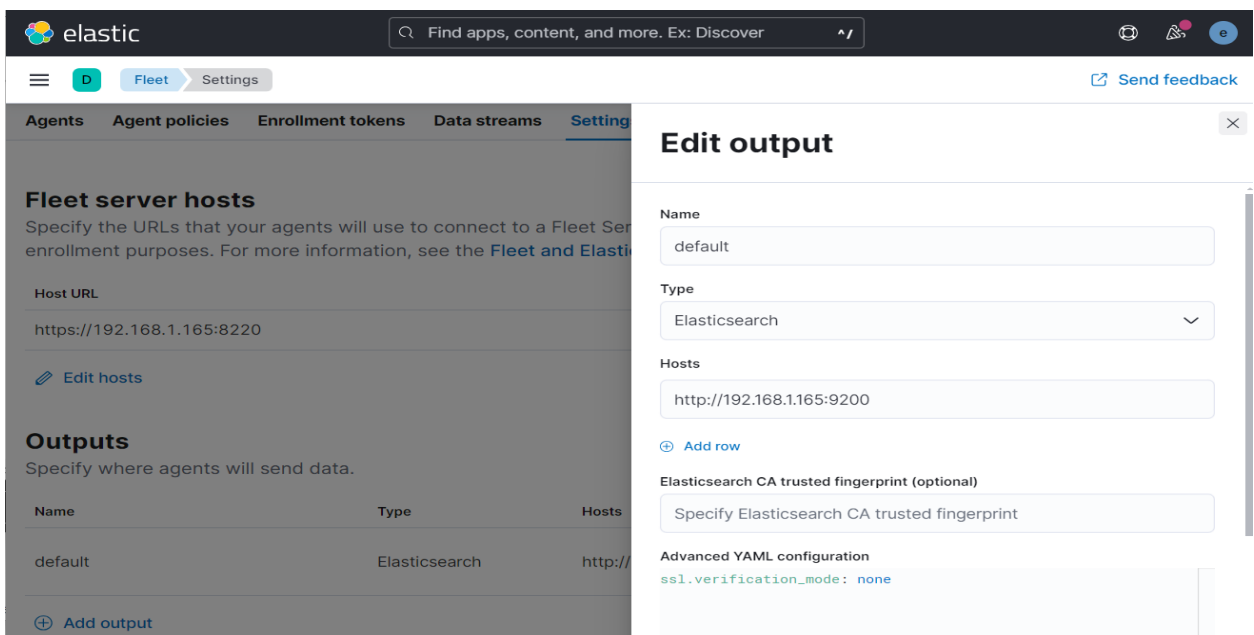 elastic
Find apps, content, and more. Ex: Discover
^/
e
D
Fleet
Settings
Send feedback
Agents
Agent policies
Enrollment tokens
Data streams
Setting
Fleet server hosts
Specify the URLs that your agents will use to connect to a Fleet Ser
enrollment purposes. For more information, see the Fleet and Elasti
Host URL
https://192.168.1.165:8220
Edit hosts
Outputs
Specify where agents will send data.
Name Type Hosts
default Elasticsearch http://
Add output
Edit output
Name
default
Type
Elasticsearch
Hosts
http://192.168.1.165:9200
Add row
Elasticsearch CA trusted fingerprint (optional)
Specify Elasticsearch CA trusted fingerprint
Advanced YAML configuration
ssl.verification_mode: none